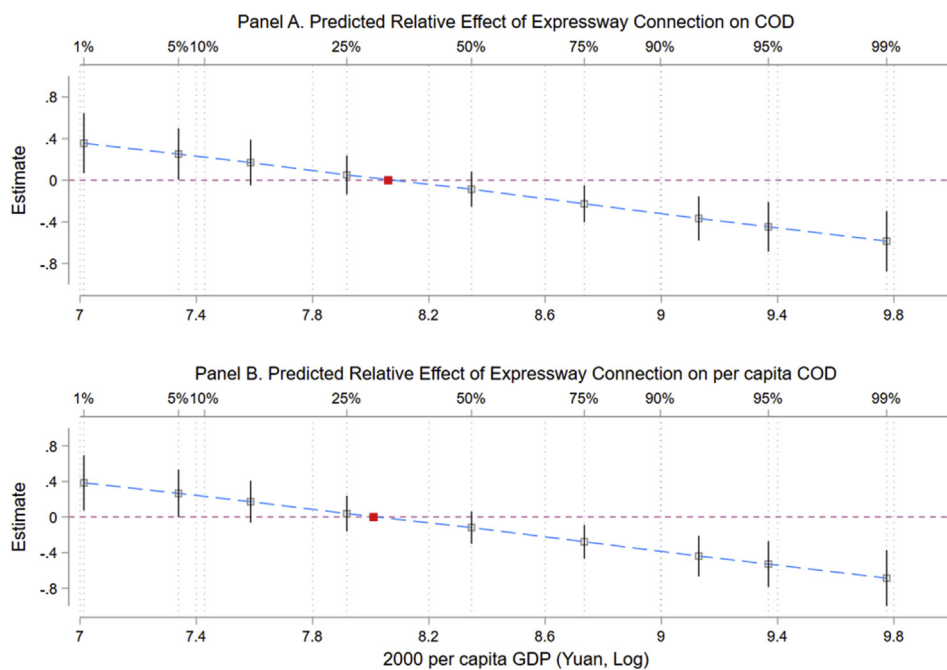 Panel A. Predicted Relative Effect of Expressway Connection on COD
1% 5% 10% 25% 50% 75% 90% 95% 99%
.8
.4
0
-.4
-.8
Estimate
7 7.4 7.8 8.2 8.6 9 9.4 9.8
Panel B. Predicted Relative Effect of Expressway Connection on per capita COD
1% 5% 10% 25% 50% 75% 90% 95% 99%
.8
.4
0
-.4
-.8
Estimate
7 7.4 7.8 8.2 8.6 9 9.4 9.8
2000 per capita GDP (Yuan, Log)